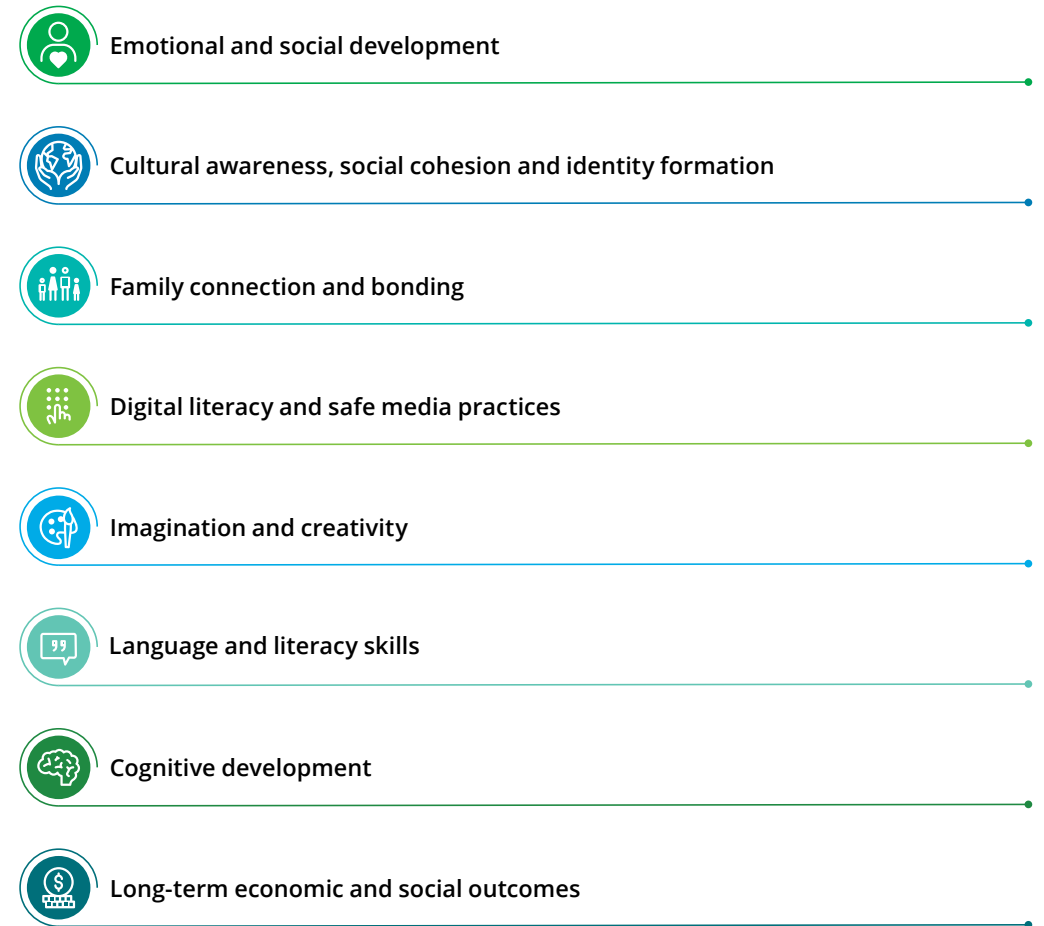 Emotional and social development
Cultural awareness, social cohesion and identity formation
Family connection and bonding
Digital literacy and safe media practices
Imagination and creativity
Language and literacy skills
Cognitive development
Long-term economic and social outcomes